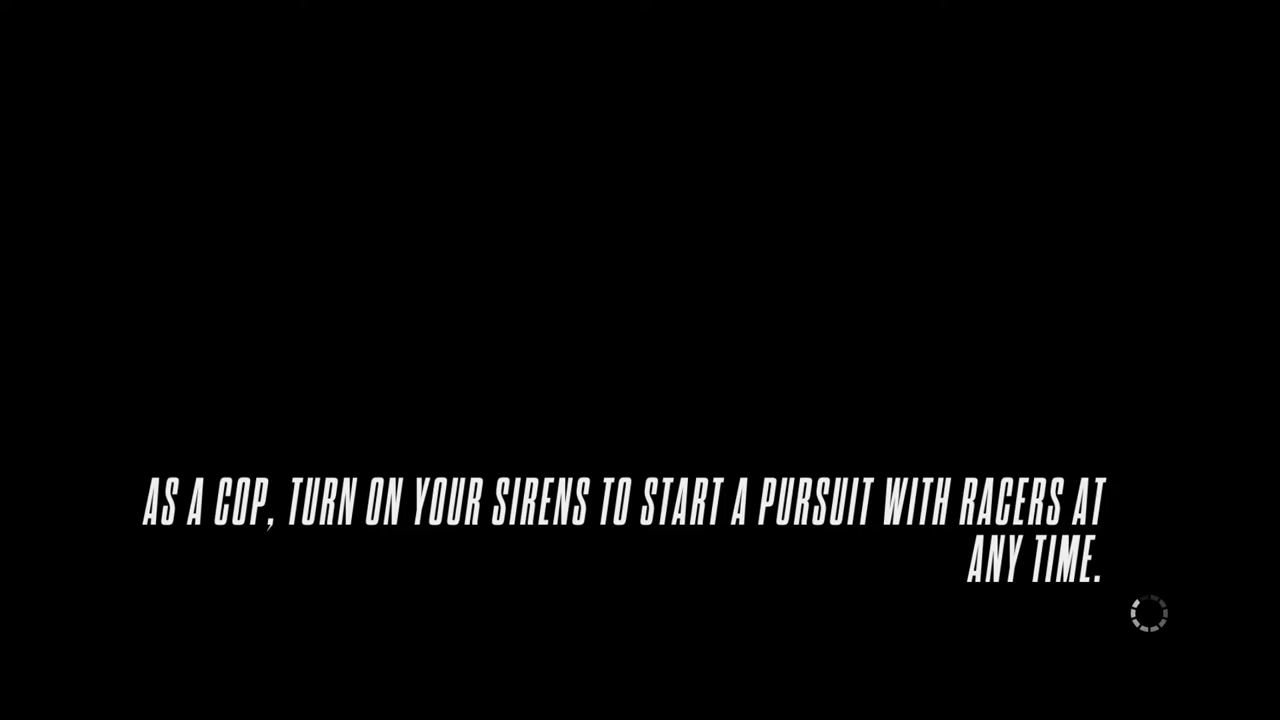 AS A COP, TURN ON YOUR SIRENS TO START A PURSUIT WITH RACERS AT
ANY TIME.